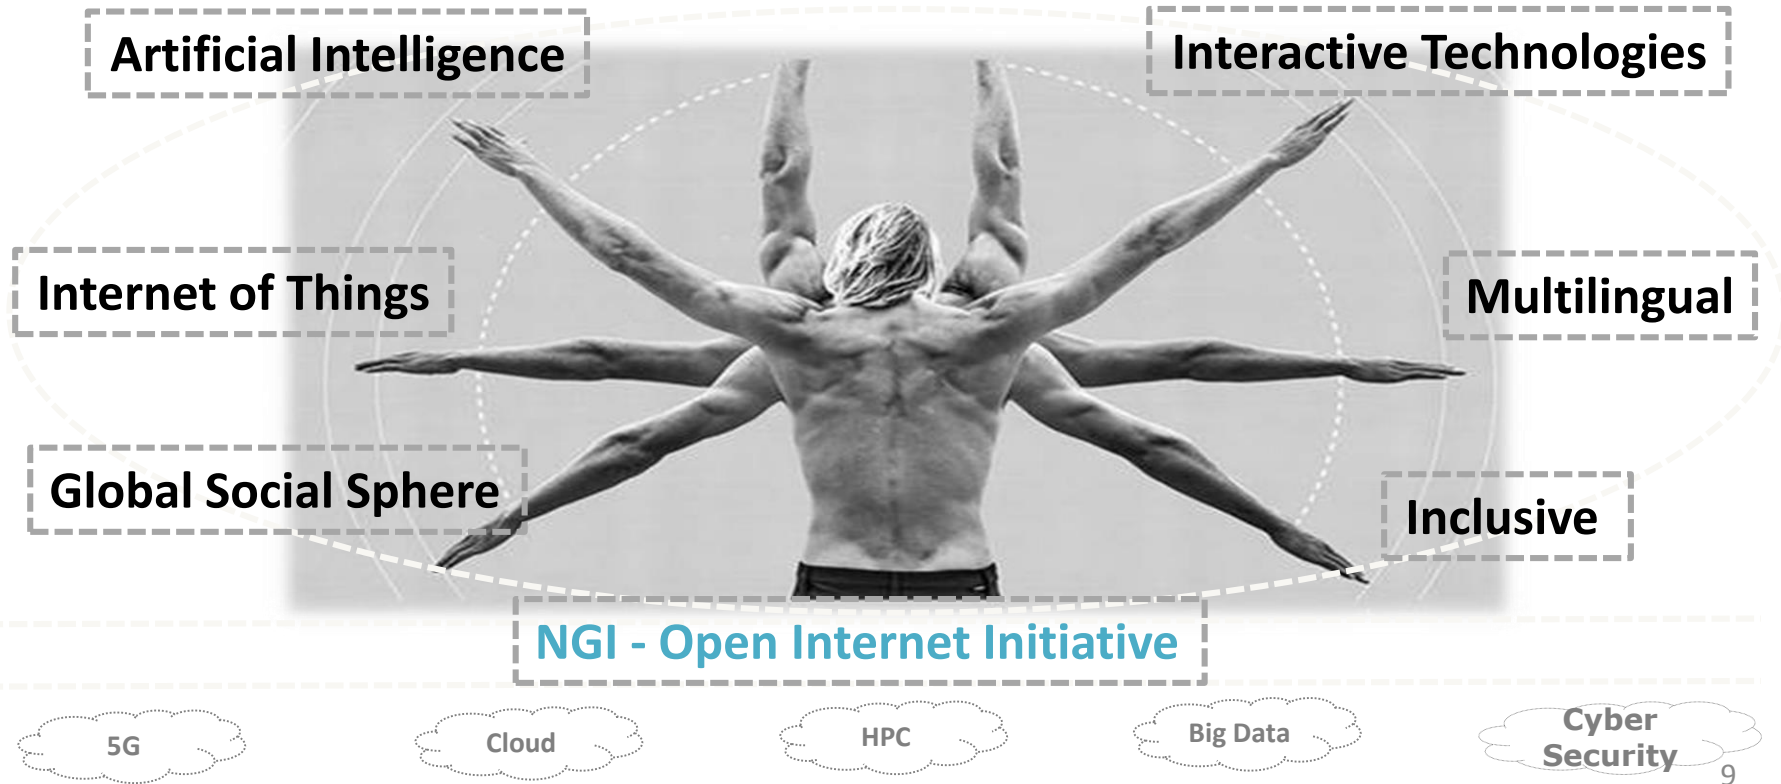 Artificial Intelligence
Interactive Technologies
Internet of Things
Multilingual
Global Social Sphere
Inclusive
NGI - Open Internet Initiative
5G
Cloud
HPC
Big Data
Cyber
Security
9